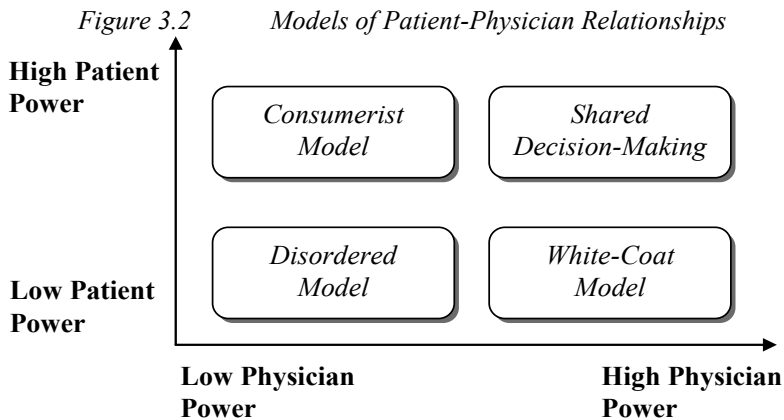 Figure 3.2 Models of Patient-Physician Relationships
High Patient
Power
Consumerist
Model
Shared
Decision-Making
Disordered
Model
White-Coat
Model
Low Patient
Power
Low Physician
Power
High Physician
Power